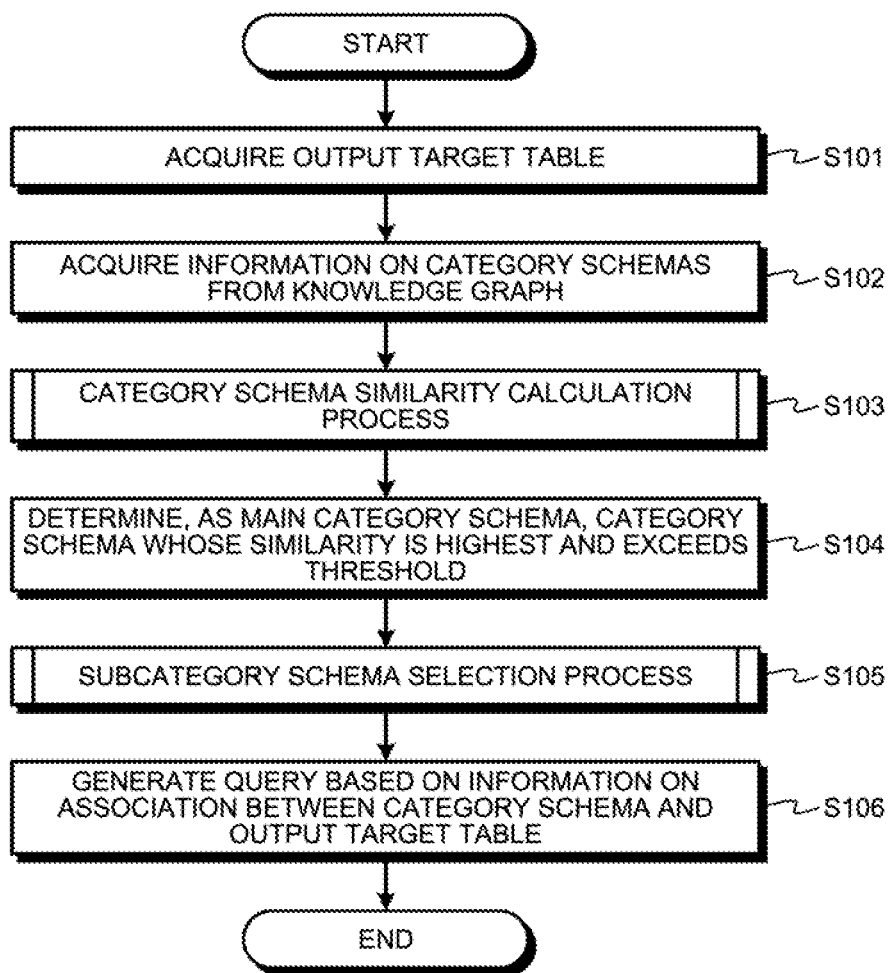 START
ACQUIRE OUTPUT TARGET TABLE
S101
ACQUIRE INFORMATION ON CATEGORY SCHEMAS
FROM KNOWLEDGE GRAPH
S102
CATEGORY SCHEMA SIMILARITY CALCULATION
PROCESS
S103
DETERMINE, AS MAIN CATEGORY SCHEMA, CATEGORY
SCHEMA WHOSE SIMILARITY IS HIGHEST AND EXCEEDS
THRESHOLD
S104
SUBCATEGORY SCHEMA SELECTION PROCESS
S105
GENERATE QUERY BASED ON INFORMATION ON
ASSOCIATION BETWEEN CATEGORY SCHEMA AND
OUTPUT TARGET TABLE
S106
END